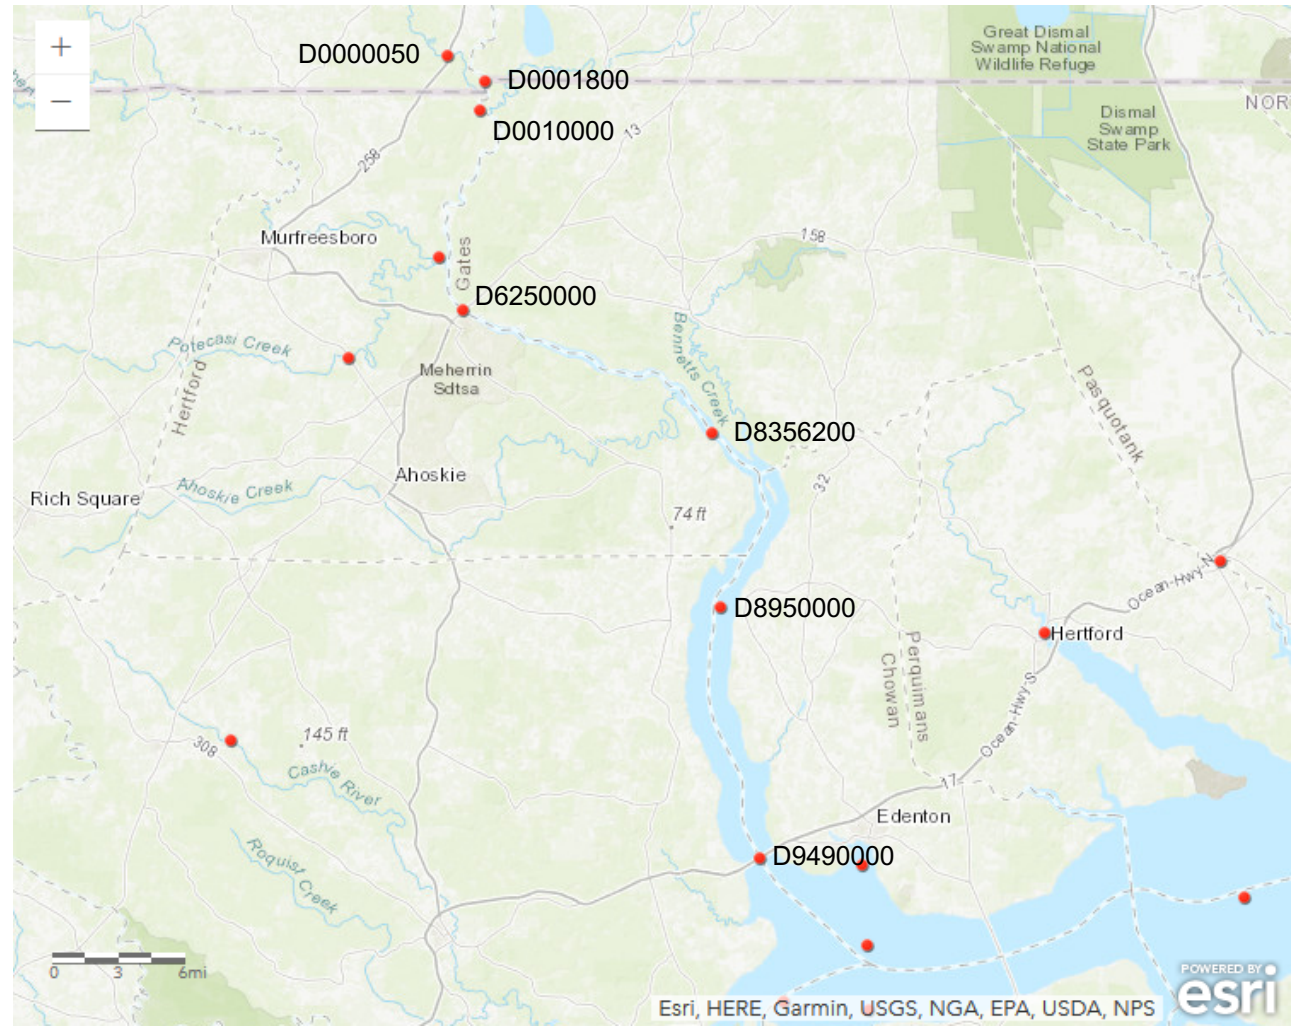 +
−
Great Dismal
Swamp National
Wildlife Refuge
D0000050
D0001800
D0010000
NOR
Dismal
Swamp
State Park
13
258
Murfreesboro
158
Gates
D6250000
Potecasi Creek
Bennetts Creek
Meherrin
Sdtsa
Hertford
Pasquotank
D8356200
Ahoskie
Ahoskie Creek
Rich Square
32
74 ft
Ocean-Hwy-N
D8950000
Hertford
Perquimans
Chowan
Ocean-Hwy-S
145 ft
308
Cashie River
17
Edenton
Roquist Creek
D9490000
0 3 6mi
Esri, HERE, Garmin, USGS, NGA, EPA, USDA, NPS
POWERED BY
esri